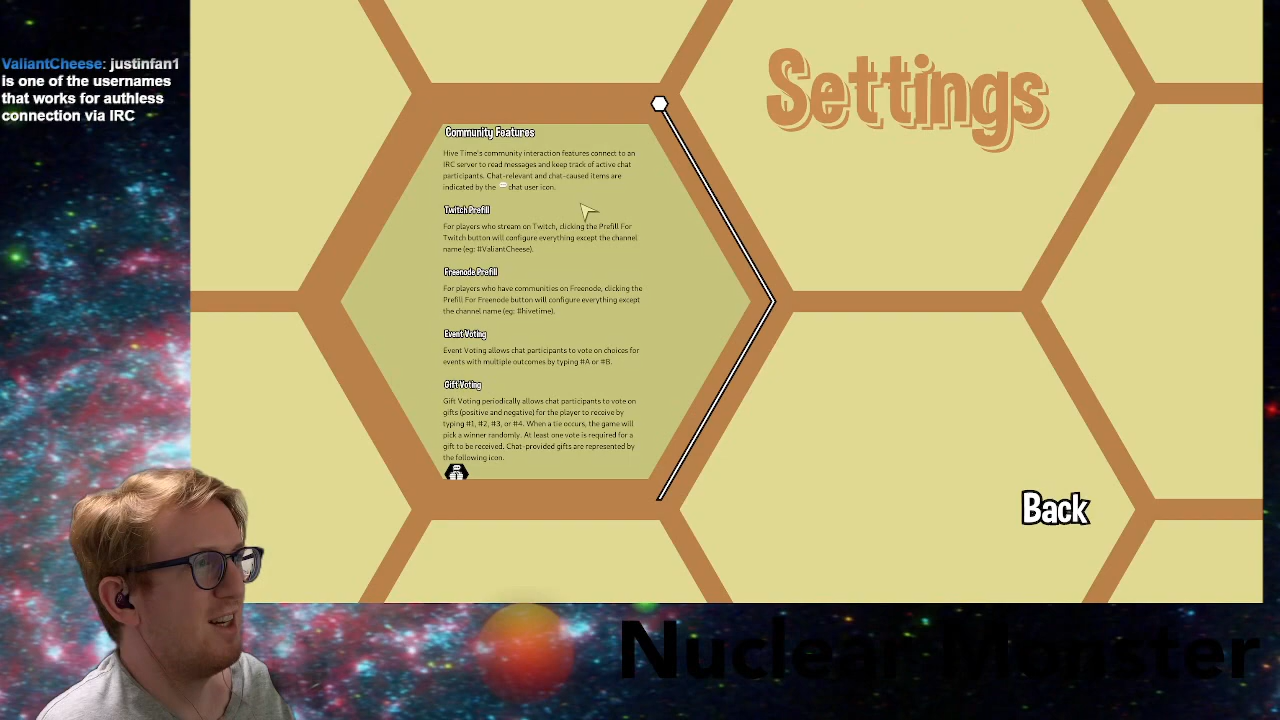 ValiantCheese: justinfan1
is one of the usernames
that works for authless
connection via IRC
Settings
Community Features
Hive Time's community interaction features connect to an
IRC server to read messages and keep track of active chat
participants. Chat-relevant and chat-caused items are
indicated by the chat user icon.
Twitch Prefill
For players who stream on Twitch, clicking the Prefill For
Twitch button will configure everything except the channel
name (eg: #ValiantCheese).
Freenode Prefill
For players who have communities on Freenode, clicking the
Prefill For Freenode button will configure everything except
the channel name (eg: #hivetime).
Event Voting
Event Voting allows chat participants to vote on choices for
events with multiple outcomes by typing #A or #B.
Gift Voting
Gift Voting periodically allows chat participants to vote on
gifts (positive and negative) for the player to receive by
typing #1, #2, #3, or #4. When a tie occurs, the game will
pick a winner randomly. At least one vote is required for a
gift to be received. Chat-provided gifts are represented by
the following icon.
Back
Nuclear Monster